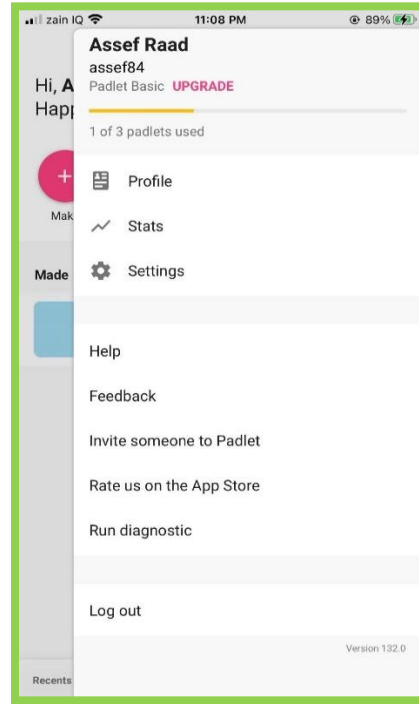 zain IQ 11:08 PM 89%
Assef Raad
assef84
Padlet Basic UPGRADE
1 of 3 padlets used
Hi, A
Happ
Mak
Made
Profile
Stats
Settings
Help
Feedback
Invite someone to Padlet
Rate us on the App Store
Run diagnostic
Log out
Version 132.0
Recents